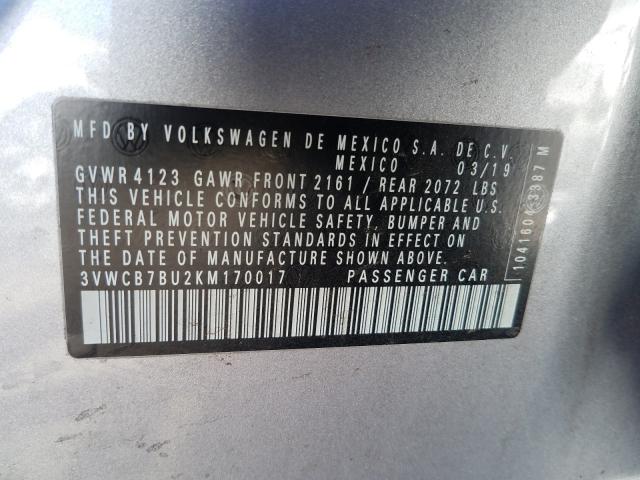 MFD BY VOLKSWAGEN DE MEXICO S.A. DE C.V.
MEXICO 03/19
GVWR 4123 GAWR FRONT 2161 / REAR 2072 LBS
THIS VEHICLE CONFORMS TO ALL APPLICABLE U.S.
FEDERAL MOTOR VEHICLE SAFETY, BUMPER AND
THEFT PREVENTION STANDARDS IN EFFECT ON
THE DATE OF MANUFACTURE SHOWN ABOVE.
3VWCB7BU2KM170017 PASSENGER CAR
M